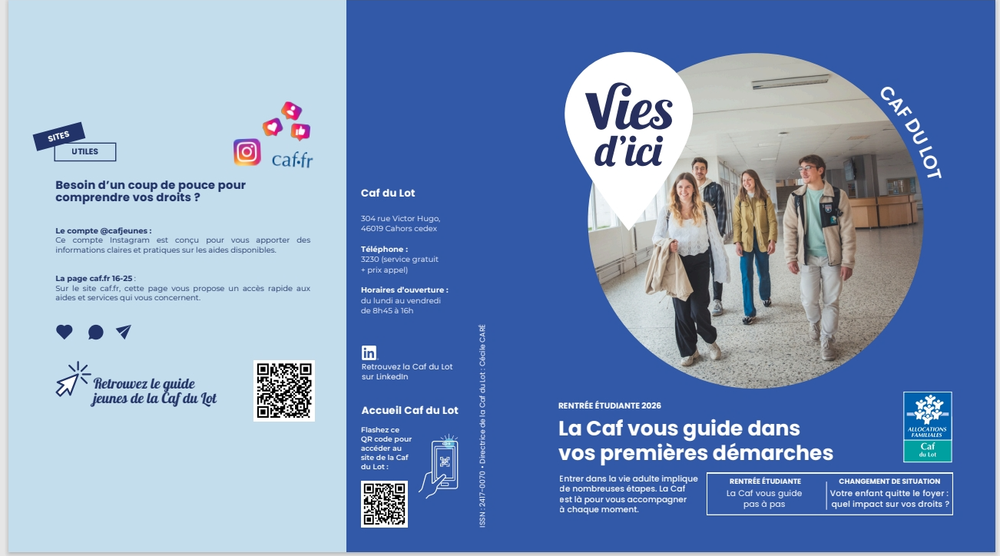 SITES
UTILES
caf.fr
Besoin d'un coup de pouce pour
comprendre vos droits ?
Le compte @cafjeunes :
Ce compte Instagram est conçu pour vous apporter des
informations claires et pratiques sur les aides disponibles.
La page caf.fr 16-25 :
Sur le site caf.fr, cette page vous propose un accès rapide aux
aides et services qui vous concernent.
Retrouvez le guide
jeunes de la Caf du Lot
Caf du Lot
304 rue Victor Hugo,
46019 Cahors cedex
Téléphone :
3230 (service gratuit
+ prix appel)
Horaires d'ouverture :
du lundi au vendredi
de 8h45 à 16h
in
Retrouvez la Caf du Lot
sur LinkedIn
Accueil Caf du Lot
Flashez ce
QR code pour
accéder au
site de la Caf
du Lot :
ISSN : 2417-0070 • Directrice de la Caf du Lot : Cécile CARÉ
Vies
d'ici
CAF DU LOT
RENTRÉE ÉTUDIANTE 2026
La Caf vous guide dans
vos premières démarches
Entrer dans la vie adulte implique
de nombreuses étapes. La Caf
est là pour vous accompagner
à chaque moment.
ALLOCATIONS
FAMILIALES
Caf
du Lot
RENTRÉE ÉTUDIANTE
La Caf vous guide
pas à pas
CHANGEMENT DE SITUATION
Votre enfant quitte le foyer :
quel impact sur vos droits ?